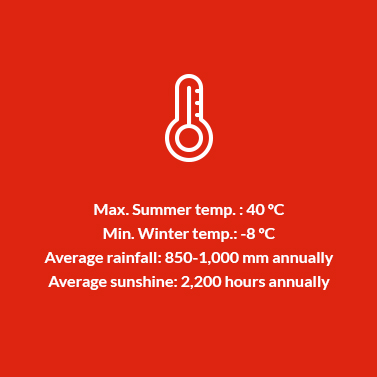 Max. Summer temp. : 40 ºC
Min. Winter temp.: -8 ºC
Average rainfall: 850-1,000 mm annually
Average sunshine: 2,200 hours annually